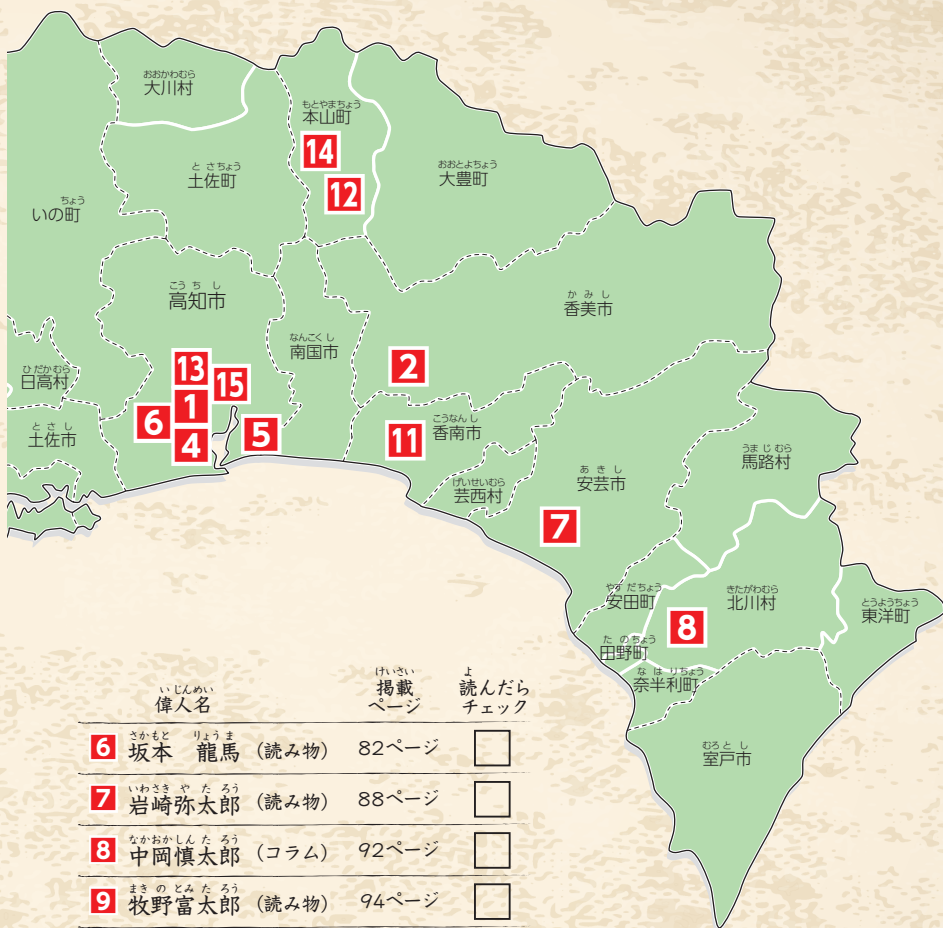 おおかわむら
大川村
もとやまちょう
本山町
14
12
とさちょう
土佐町
おおとよちょう
大豊町
ちょう
いの町
こうちし
高知市
なんこくし
南国市
かみし
香美市
ひだかむら
日高村
とさし
土佐市
13
15
1
6
4
5
2
11
こうなんし
香南市
げいせいむら
芸西村
あきし
安芸市
7
うまじむら
馬路村
やすだちょう
安田町
きたがわむら
北川村
8
とうようちょう
東洋町
たのちょう
田野町
なはりちょう
奈半利町
むろとし
室戸市
いじんめい
偉人名
けいさい
掲載
ページ
よ
読んだら
チェック
さかもと りょうま
6 坂本 龍馬 (読み物) 82ページ
いわさきやたろう
7 岩崎弥太郎 (読み物) 88ページ
なかおかしんたろう
8 中岡慎太郎 (コラム) 92ページ
まきのとみたろう
9 牧野富太郎 (読み物) 94ページ